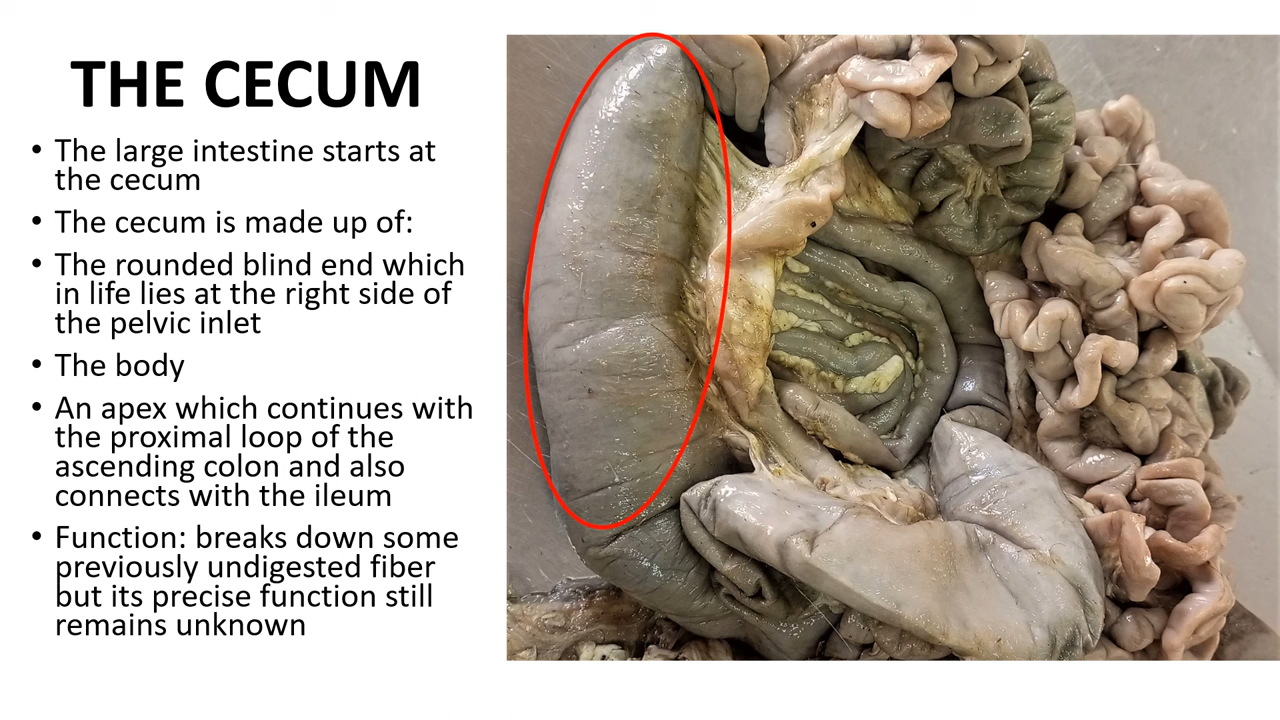 THE CECUM
• The large intestine starts at
the cecum
• The cecum is made up of:
• The rounded blind end which
in life lies at the right side of
the pelvic inlet
• The body
• An apex which continues with
the proximal loop of the
ascending colon and also
connects with the ileum
• Function: breaks down some
previously undigested fiber
but its precise function still
remains unknown